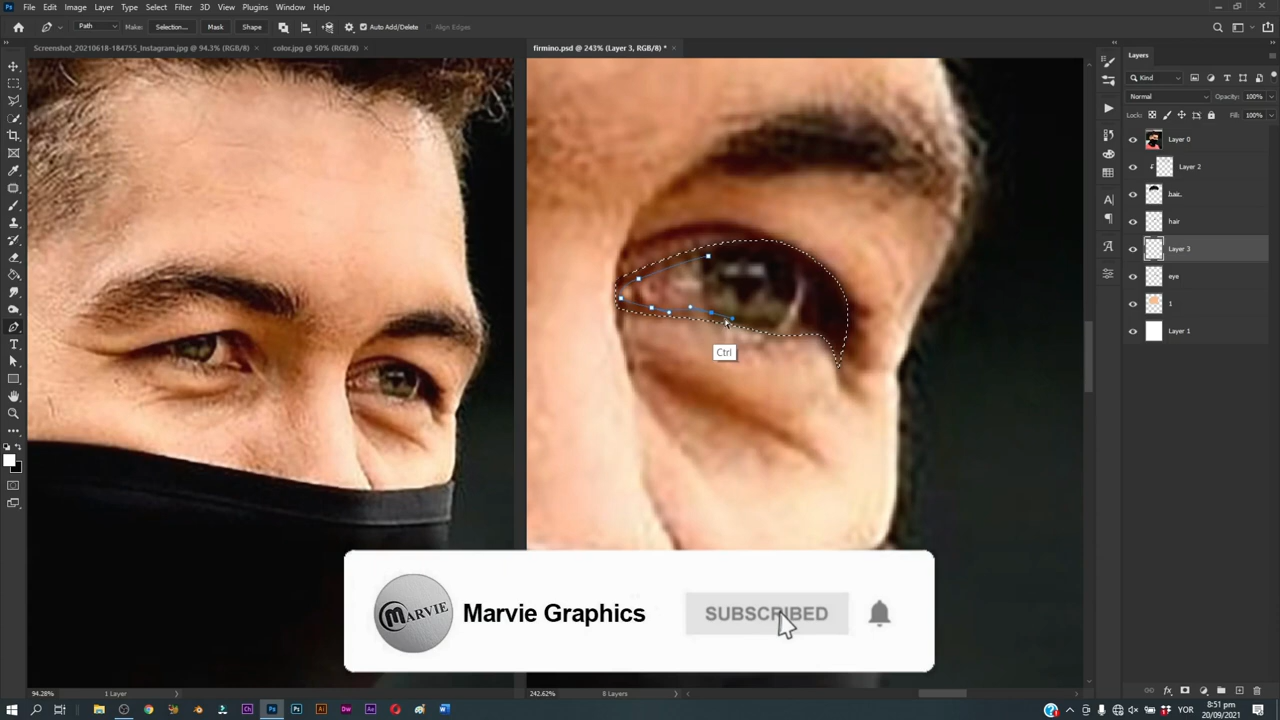 File Edit Image Layer Type Select Filter 3D View Plugins Window Help
Path Make: Selection... Mask Shape Auto Add/Delete Align Edges
Screenshot_20210618-184755_Instagram.jpg @ 94.3% (RGB/8) × color.jpg @ 50% (RGB/8) × firmino.psd @ 243% (Layer 3, RGB/8) * ×
Layers
Kind
Normal Opacity: 100%
Lock: Fill: 100%
Layer 0
Layer 2
hair.
hair
Layer 3
eye
1
Layer 1
Ctrl
MARVIE
Marvie Graphics
SUBSCRIBED
94.28% 1 Layer 242.62% 8 Layers
YOR 8:51 pm
20/09/2021